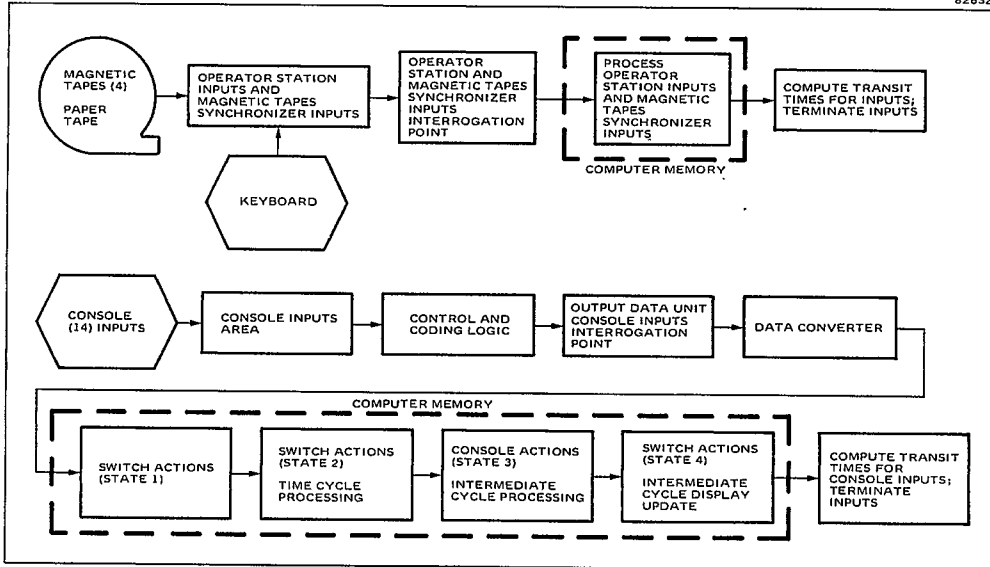 MAGNETIC
TAPES (4)
PAPER
TAPE
OPERATOR STATION
INPUTS AND
MAGNETIC TAPES
SYNCHRONIZER INPUTS
OPERATOR
STATION AND
MAGNETIC TAPES
SYNCHRONIZER
INPUTS
INTERROGATION
POINT
PROCESS
OPERATOR
STATION INPUTS
AND MAGNETIC
TAPES
SYNCHRONIZER
INPUTS
COMPUTE TRANSIT
TIMES FOR INPUTS;
TERMINATE INPUTS
COMPUTER MEMORY
KEYBOARD
CONSOLE
(14) INPUTS
CONSOLE INPUTS
AREA
CONTROL AND
CODING LOGIC
OUTPUT DATA UNIT
CONSOLE INPUTS
INTERROGATION
POINT
DATA CONVERTER
COMPUTER MEMORY
SWITCH ACTIONS
(STATE 1)
SWITCH ACTIONS
(STATE 2)
TIME CYCLE
PROCESSING
CONSOLE ACTIONS
(STATE 3)
INTERMEDIATE
CYCLE PROCESSING
SWITCH ACTIONS
(STATE 4)
INTERMEDIATE
CYCLE DISPLAY
UPDATE
COMPUTE TRANSIT
TIMES FOR
CONSOLE INPUTS;
TERMINATE
INPUTS